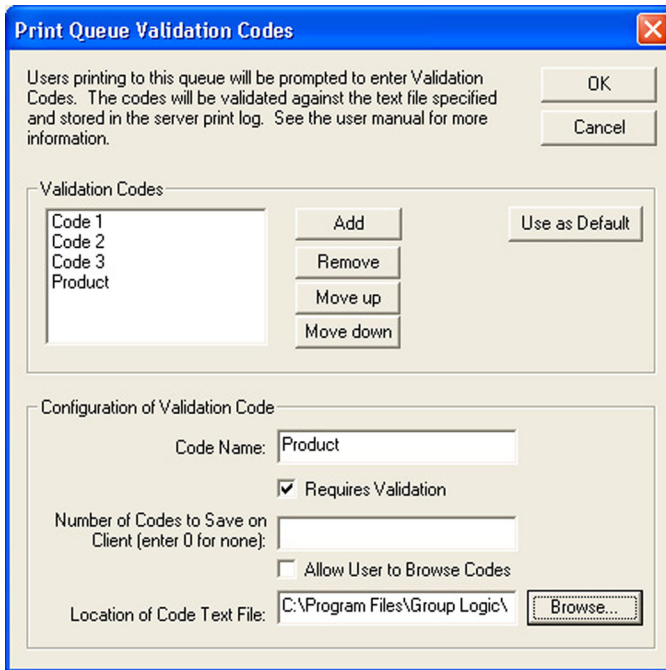 Print Queue Validation Codes
Users printing to this queue will be prompted to enter Validation
Codes. The codes will be validated against the text file specified
and stored in the server print log. See the user manual for more
information.
OK
Cancel
Validation Codes
Code 1
Code 2
Code 3
Product
Add
Remove
Move up
Move down
Use as Default
Configuration of Validation Code
Code Name: Product
Requires Validation
Number of Codes to Save on
Client (enter 0 for none):
Allow User to Browse Codes
Location of Code Text File: C:\Program Files\Group Logic\ Browse...